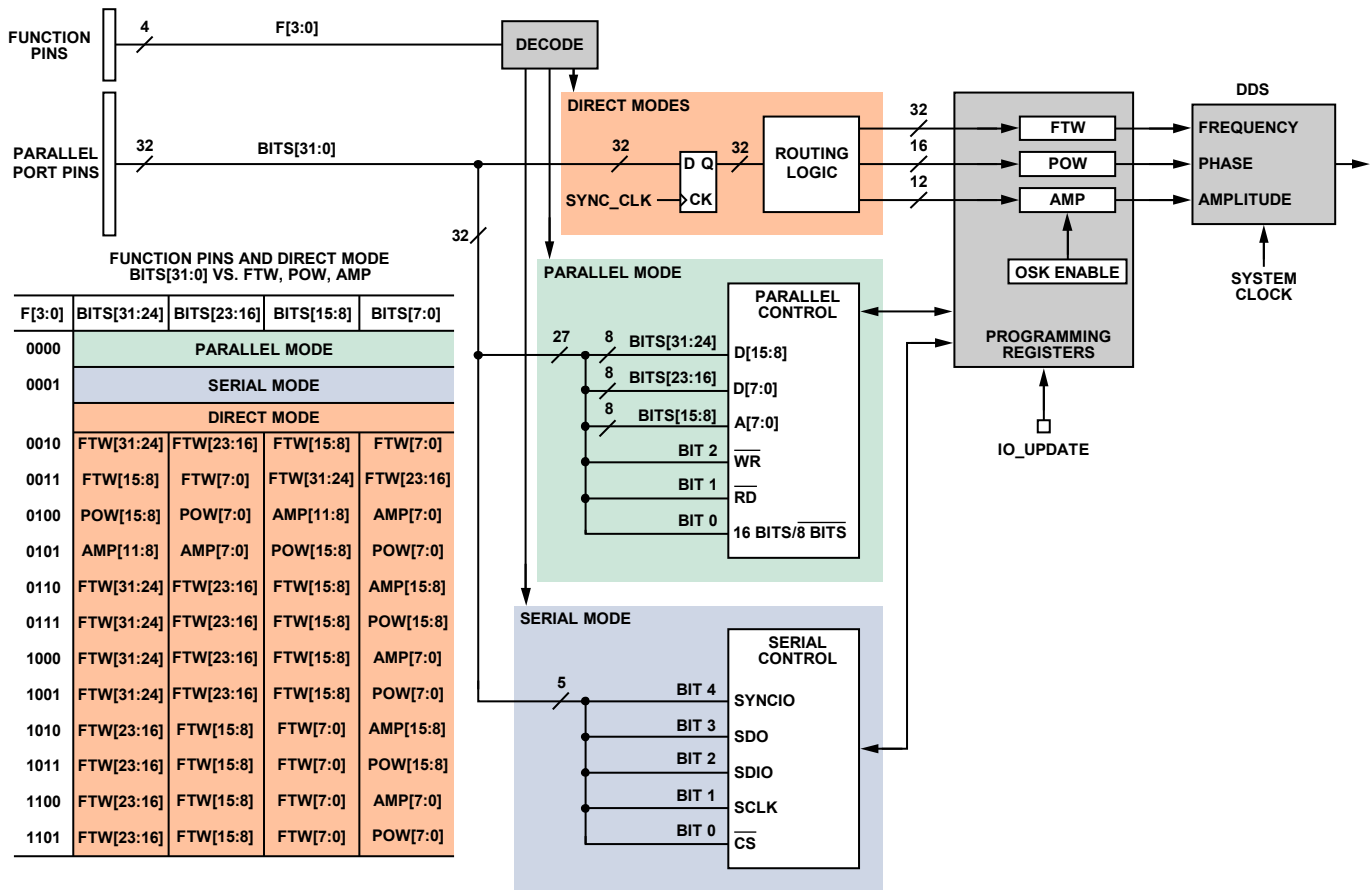 FUNCTION
PINS
4
F[3:0]
DECODE
PARALLEL
PORT PINS
32
BITS[31:0]
32
DIRECT MODES
32
D Q
CK
SYNC_CLK
32
ROUTING
LOGIC
32
16
12
FTW
POW
AMP
OSK ENABLE
PROGRAMMING
REGISTERS
IO_UPDATE
DDS
FREQUENCY
PHASE
AMPLITUDE
SYSTEM
CLOCK
FUNCTION PINS AND DIRECT MODE
BITS[31:0] VS. FTW, POW, AMP
F[3:0] BITS[31:24] BITS[23:16] BITS[15:8] BITS[7:0]
0000 PARALLEL MODE
0001 SERIAL MODE
DIRECT MODE
0010 FTW[31:24] FTW[23:16] FTW[15:8] FTW[7:0]
0011 FTW[15:8] FTW[7:0] FTW[31:24] FTW[23:16]
0100 POW[15:8] POW[7:0] AMP[11:8] AMP[7:0]
0101 AMP[11:8] AMP[7:0] POW[15:8] POW[7:0]
0110 FTW[31:24] FTW[23:16] FTW[15:8] AMP[15:8]
0111 FTW[31:24] FTW[23:16] FTW[15:8] POW[15:8]
1000 FTW[31:24] FTW[23:16] FTW[15:8] AMP[7:0]
1001 FTW[31:24] FTW[23:16] FTW[15:8] POW[7:0]
1010 FTW[23:16] FTW[15:8] FTW[7:0] AMP[15:8]
1011 FTW[23:16] FTW[15:8] FTW[7:0] POW[15:8]
1100 FTW[23:16] FTW[15:8] FTW[7:0] AMP[7:0]
1101 FTW[23:16] FTW[15:8] FTW[7:0] POW[7:0]
PARALLEL MODE
PARALLEL
CONTROL
27
8 BITS[31:24] D[15:8]
8 BITS[23:16] D[7:0]
8 BITS[15:8] A[7:0]
BIT 2 WR
BIT 1 RD
BIT 0 16 BITS/8 BITS
SERIAL MODE
SERIAL
CONTROL
5
BIT 4 SYNCIO
BIT 3 SDO
BIT 2 SDIO
BIT 1 SCLK
BIT 0 CS